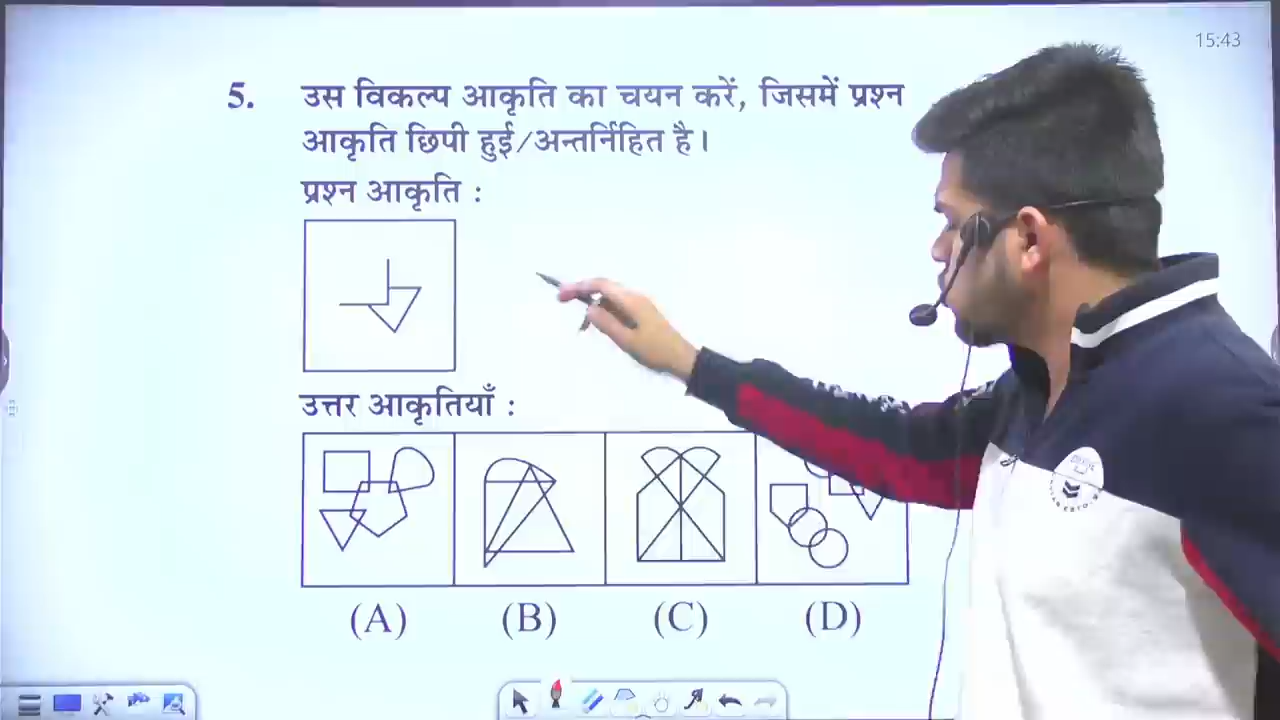 15:43
5. उस विकल्प आकृति का चयन करें, जिसमें प्रश्न
आकृति छिपी हुई/अन्तर्निहित है।
प्रश्न आकृति :
उत्तर आकृतियाँ :
(A) (B) (C) (D)